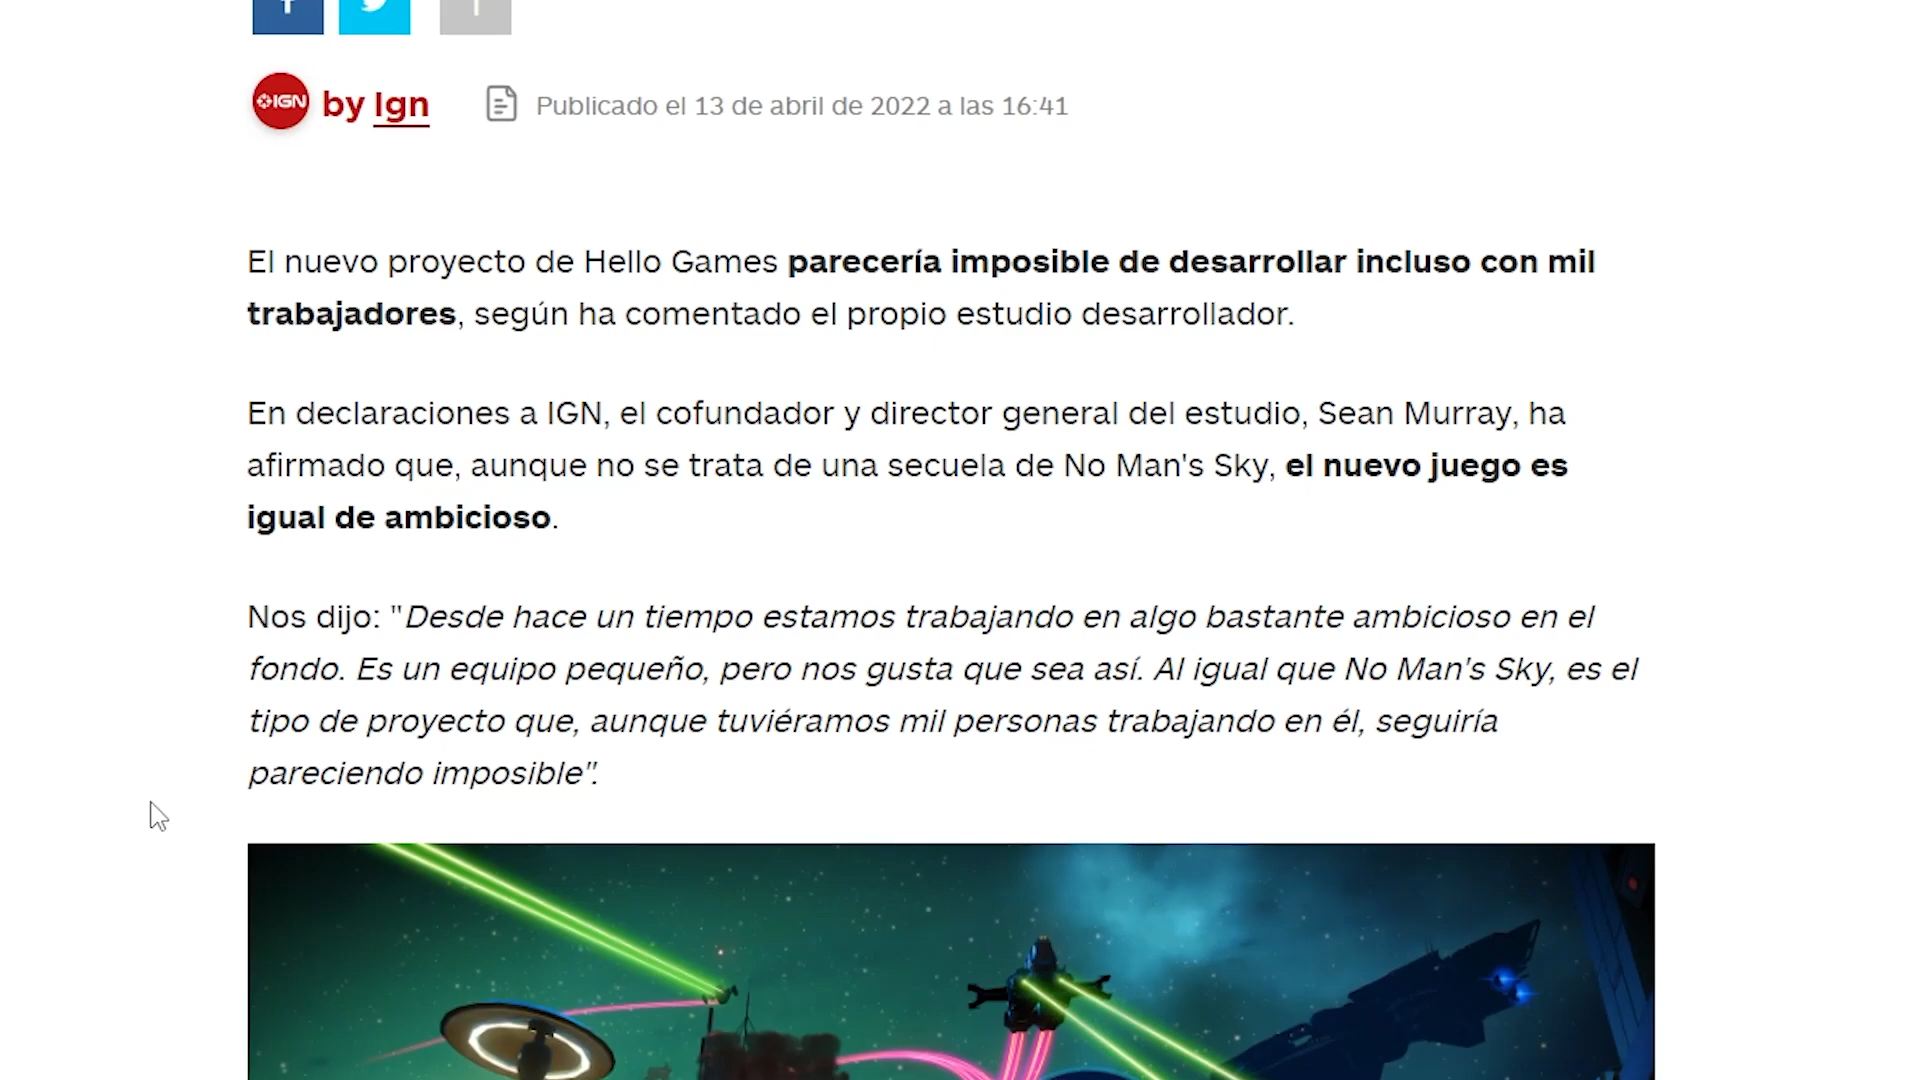 IGN
by Ign
Publicado el 13 de abril de 2022 a las 16:41
El nuevo proyecto de Hello Games parecería imposible de desarrollar incluso con mil
trabajadores, según ha comentado el propio estudio desarrollador.
En declaraciones a IGN, el cofundador y director general del estudio, Sean Murray, ha
afirmado que, aunque no se trata de una secuela de No Man's Sky, el nuevo juego es
igual de ambicioso.
Nos dijo: "Desde hace un tiempo estamos trabajando en algo bastante ambicioso en el
fondo. Es un equipo pequeño, pero nos gusta que sea así. Al igual que No Man's Sky, es el
tipo de proyecto que, aunque tuviéramos mil personas trabajando en él, seguiría
pareciendo imposible".